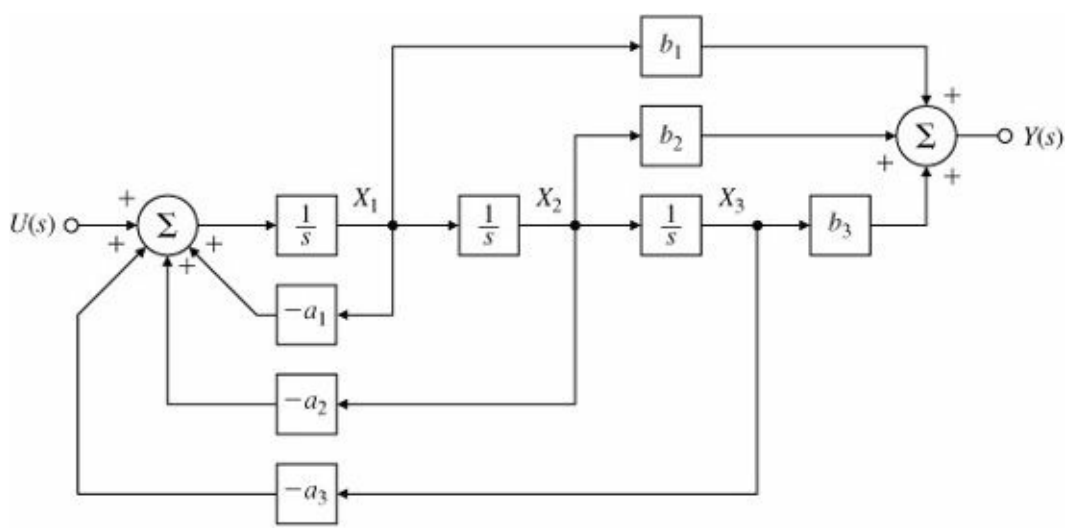 b₁
b₂
U(s) Σ 1/s X₁ 1/s X₂ 1/s X₃ b₃ Σ Y(s)
+ + + + + + +
−a₁
−a₂
−a₃